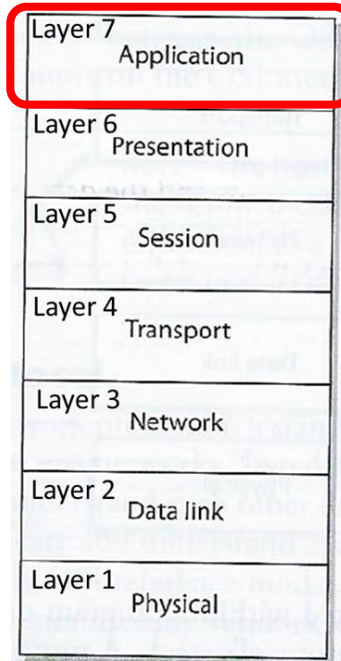 Layer 7
Application
Layer 6
Presentation
Layer 5
Session
Layer 4
Transport
Layer 3
Network
Layer 2
Data link
Layer 1
Physical